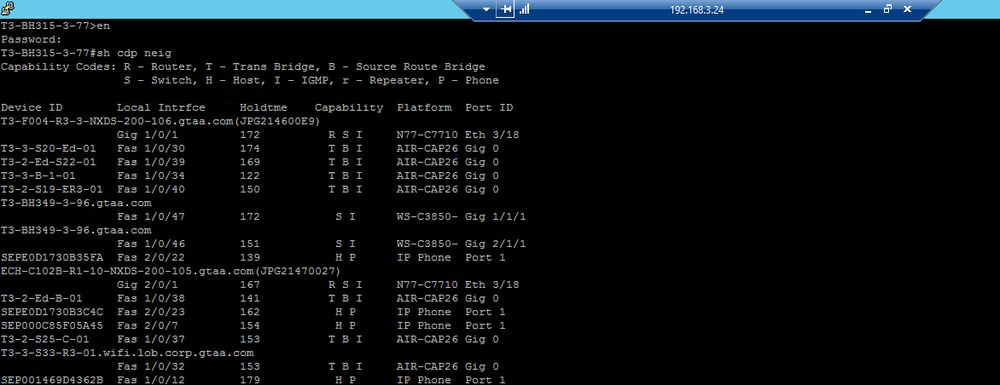 192.168.3.24
T3-BH315-3-77>en
Password:
T3-BH315-3-77#sh cdp neig
Capability Codes: R - Router, T - Trans Bridge, B - Source Route Bridge
                  S - Switch, H - Host, I - IGMP, r - Repeater, P - Phone
Device ID        Local Intrfce     Holdtme    Capability  Platform  Port ID
T3-F004-R3-3-NXDS-200-106.gtaa.com(JPG214600E9)
                 Gig 1/0/1         172          R S I     N77-C7710 Eth 3/18
T3-3-S20-Ed-01   Fas 1/0/30        174          T B I     AIR-CAP26 Gig 0
T3-2-Ed-S22-01   Fas 1/0/39        169          T B I     AIR-CAP26 Gig 0
T3-3-B-1-01      Fas 1/0/34        122          T B I     AIR-CAP26 Gig 0
T3-2-S19-ER3-01  Fas 1/0/40        150          T B I     AIR-CAP26 Gig 0
T3-BH349-3-96.gtaa.com
                 Fas 1/0/47        172           S I      WS-C3850- Gig 1/1/1
T3-BH349-3-96.gtaa.com
                 Fas 1/0/46        151           S I      WS-C3850- Gig 2/1/1
SEPE0D1730B35FA  Fas 2/0/22        139           H P      IP Phone  Port 1
ECH-C102B-R1-10-NXDS-200-105.gtaa.com(JPG21470027)
                 Gig 2/0/1         167          R S I     N77-C7710 Eth 3/18
T3-2-Ed-B-01     Fas 1/0/38        141          T B I     AIR-CAP26 Gig 0
SEPE0D1730B3C4C  Fas 2/0/23        162           H P      IP Phone  Port 1
SEP000C85F05A45  Fas 2/0/7         154           H P      IP Phone  Port 1
T3-2-S25-C-01    Fas 1/0/37        153          T B I     AIR-CAP26 Gig 0
T3-3-S33-R3-01.wifi.lob.corp.gtaa.com
                 Fas 1/0/32        153          T B I     AIR-CAP26 Gig 0
SEP001469D4362B  Fas 1/0/12        179           H P      IP Phone  Port 1